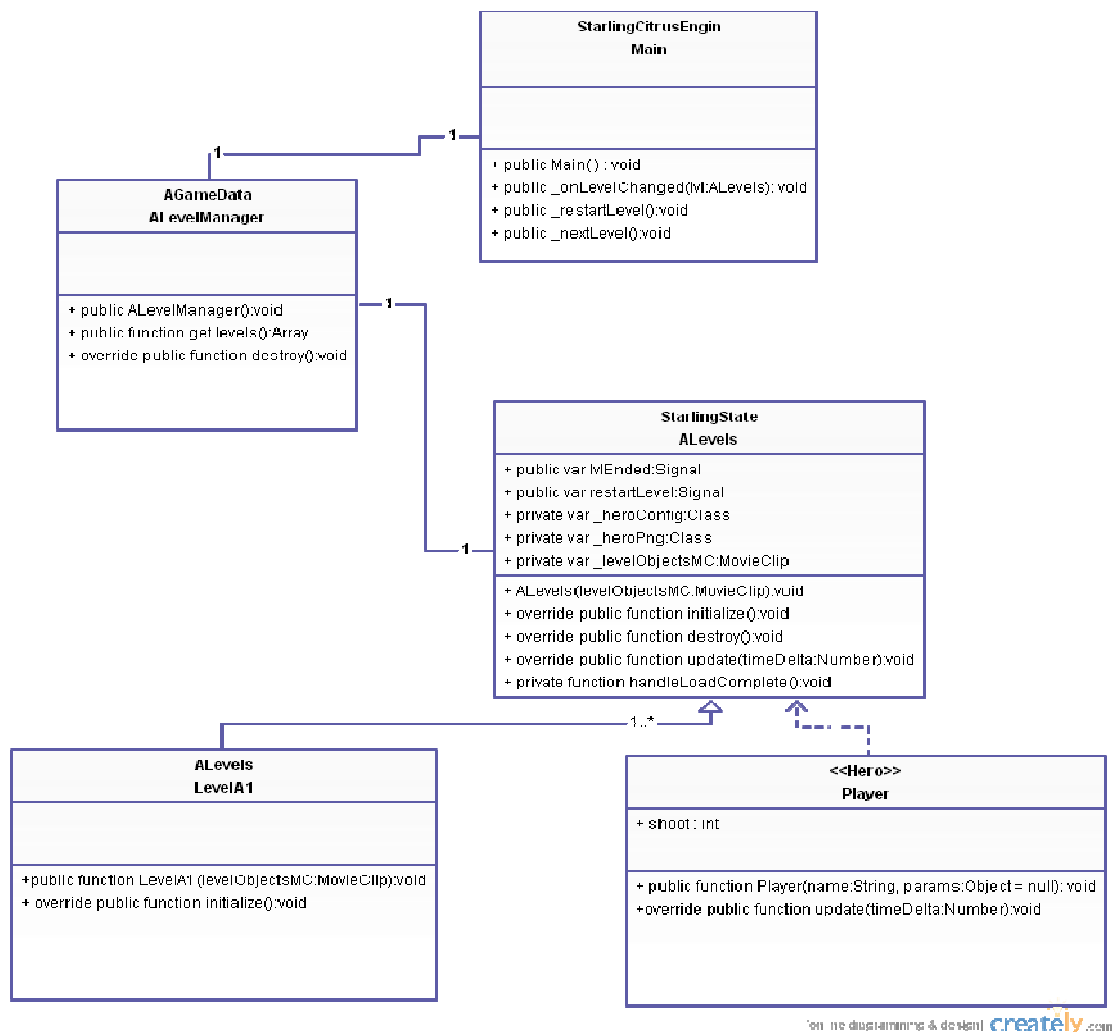 StarlingCitrusEngin
Main
+ public Main() : void
+ public _onLevelChanged(lvl:ALevels): void
+ public _restartLevel():void
+ public _nextLevel():void
1
1
AGameData
ALevelManager
+ public ALevelManager():void
+ public function get levels():Array
+ override public function destroy():void
1
1
StarlingState
ALevels
+ public var lvlEnded:Signal
+ public var restartLevel:Signal
+ private var _heroConfig:Class
+ private var _heroPng:Class
+ private var _levelObjectsMC:MovieClip
+ ALevels(levelObjectsMC:MovieClip):void
+ override public function initialize():void
+ override public function destroy():void
+ override public function update(timeDelta:Number):void
+ private function handleLoadComplete():void
1..*
ALevels
LevelA1
+public function LevelA1 (levelObjectsMC:MovieClip):void
+ override public function initialize():void
<<Hero>>
Player
+ shoot : int
+ public function Player(name:String, params:Object = null): void
+override public function update(timeDelta:Number):void
[online diagramming & design] creately.com